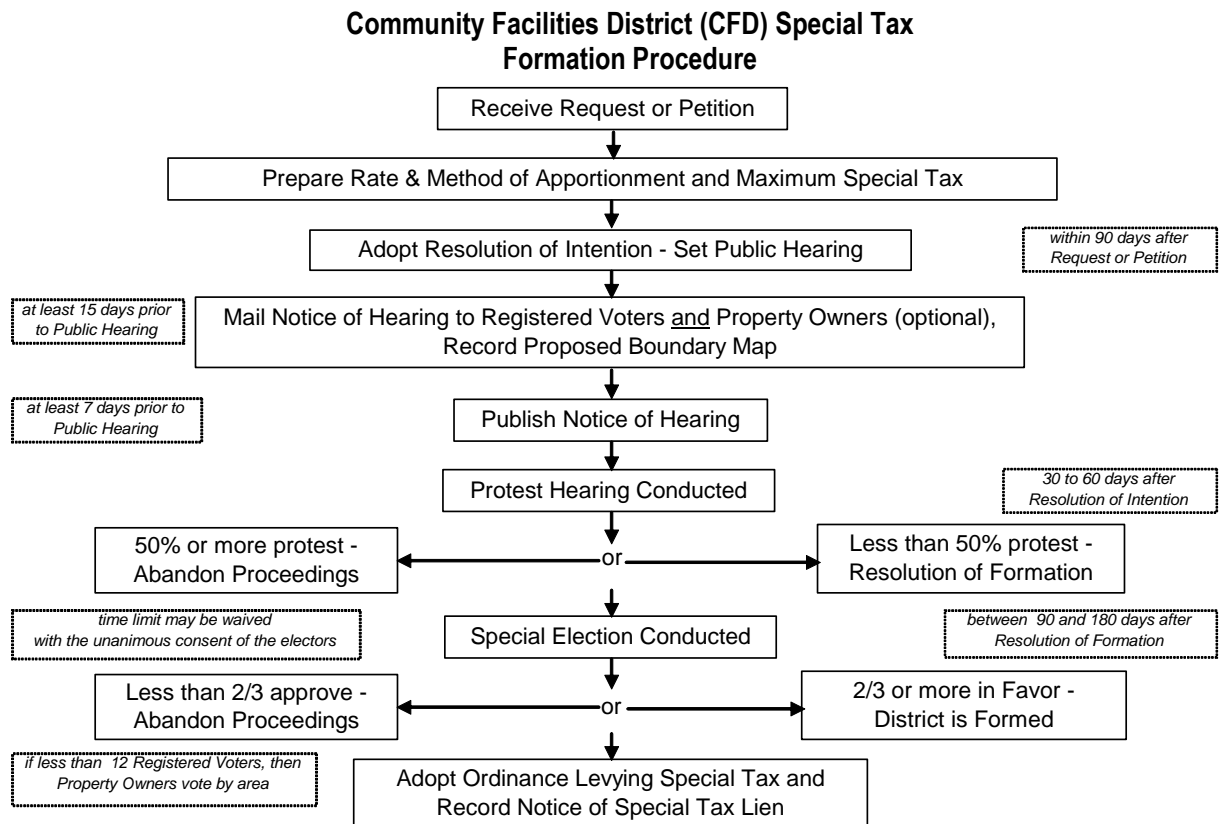 Community Facilities District (CFD) Special Tax
Formation Procedure
Receive Request or Petition
Prepare Rate & Method of Apportionment and Maximum Special Tax
Adopt Resolution of Intention - Set Public Hearing
within 90 days after
Request or Petition
at least 15 days prior
to Public Hearing
Mail Notice of Hearing to Registered Voters and Property Owners (optional),
Record Proposed Boundary Map
at least 7 days prior to
Public Hearing
Publish Notice of Hearing
Protest Hearing Conducted
30 to 60 days after
Resolution of Intention
50% or more protest -
Abandon Proceedings
or
Less than 50% protest -
Resolution of Formation
time limit may be waived
with the unanimous consent of the electors
Special Election Conducted
between 90 and 180 days after
Resolution of Formation
Less than 2/3 approve -
Abandon Proceedings
or
2/3 or more in Favor -
District is Formed
if less than 12 Registered Voters, then
Property Owners vote by area
Adopt Ordinance Levying Special Tax and
Record Notice of Special Tax Lien